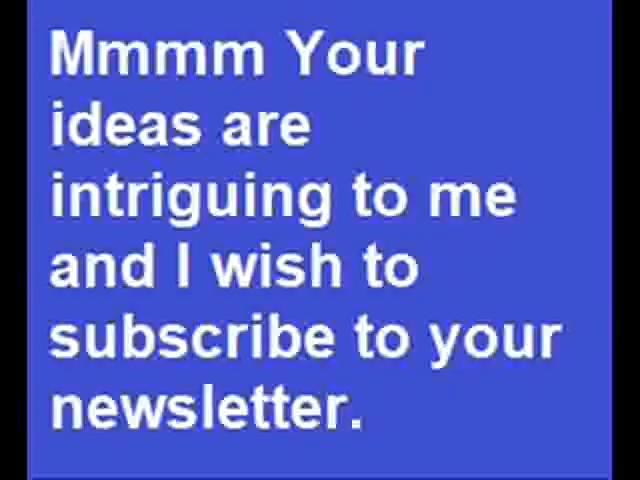 Mmmm Your
ideas are
intriguing to me
and I wish to
subscribe to your
newsletter.